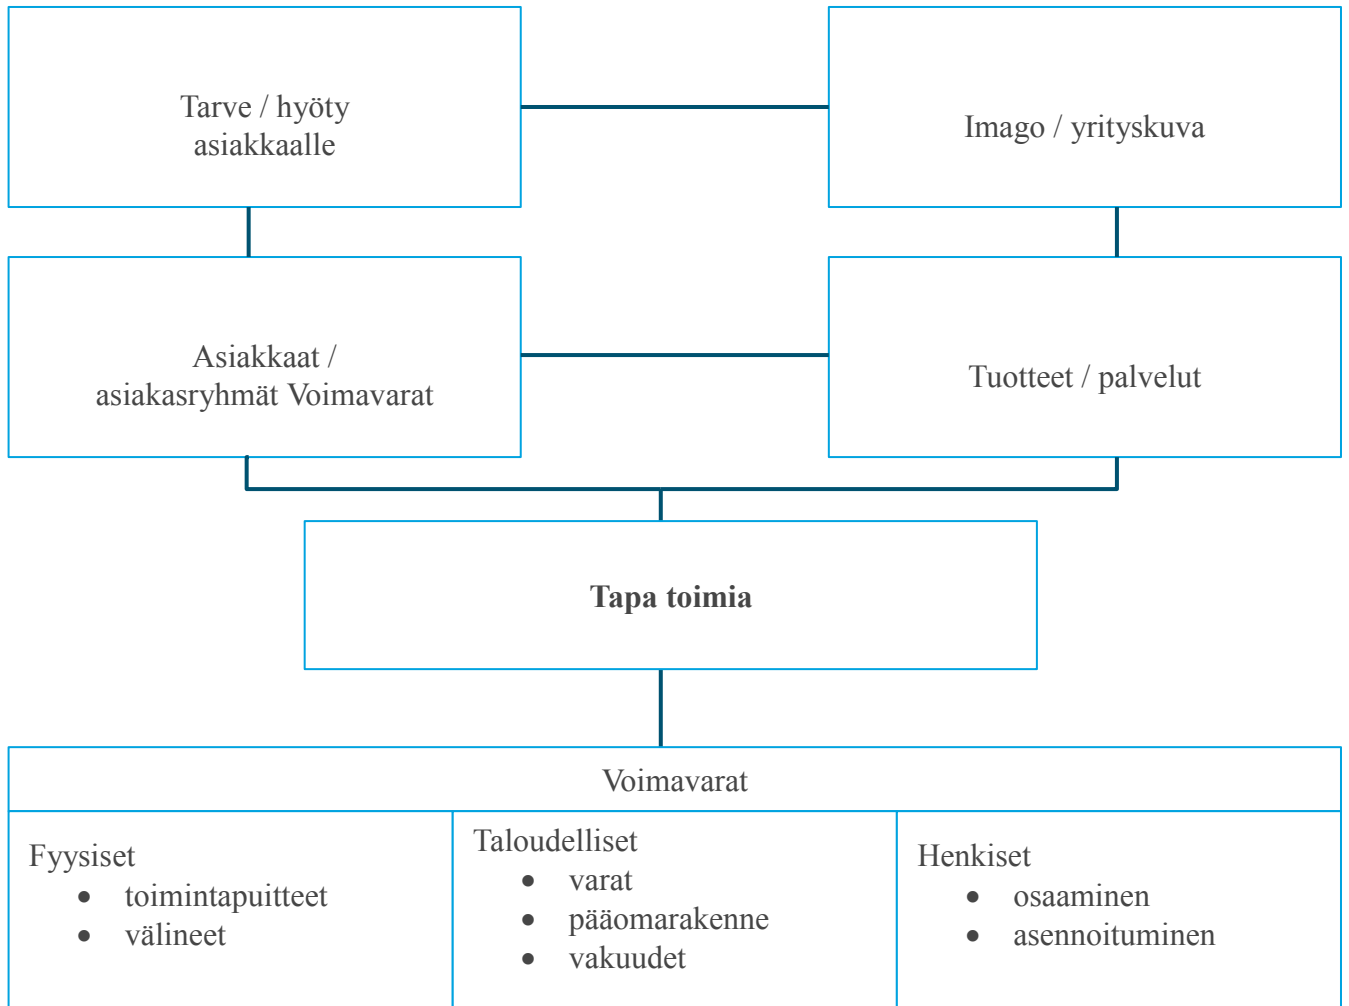 Tarve / hyöty
asiakkaalle
Imago / yrityskuva
Asiakkaat /
asiakasryhmät Voimavarat
Tuotteet / palvelut
Tapa toimia
Voimavarat
Fyysiset
• toimintapuitteet
• välineet
Taloudelliset
• varat
• pääomarakenne
• vakuudet
Henkiset
• osaaminen
• asennoituminen